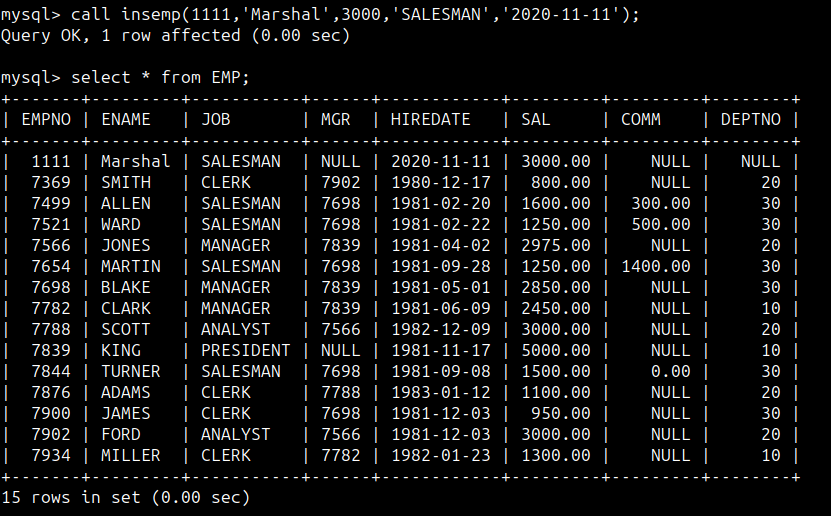 mysql> call insemp(1111,'Marshal',3000,'SALESMAN','2020-11-11');
Query OK, 1 row affected (0.00 sec)

mysql> select * from EMP;
+-------+---------+-----------+------+------------+---------+---------+--------+
| EMPNO | ENAME   | JOB       | MGR  | HIREDATE   | SAL     | COMM    | DEPTNO |
+-------+---------+-----------+------+------------+---------+---------+--------+
|  1111 | Marshal | SALESMAN  | NULL | 2020-11-11 | 3000.00 |    NULL |   NULL |
|  7369 | SMITH   | CLERK     | 7902 | 1980-12-17 |  800.00 |    NULL |     20 |
|  7499 | ALLEN   | SALESMAN  | 7698 | 1981-02-20 | 1600.00 |  300.00 |     30 |
|  7521 | WARD    | SALESMAN  | 7698 | 1981-02-22 | 1250.00 |  500.00 |     30 |
|  7566 | JONES   | MANAGER   | 7839 | 1981-04-02 | 2975.00 |    NULL |     20 |
|  7654 | MARTIN  | SALESMAN  | 7698 | 1981-09-28 | 1250.00 | 1400.00 |     30 |
|  7698 | BLAKE   | MANAGER   | 7839 | 1981-05-01 | 2850.00 |    NULL |     30 |
|  7782 | CLARK   | MANAGER   | 7839 | 1981-06-09 | 2450.00 |    NULL |     10 |
|  7788 | SCOTT   | ANALYST   | 7566 | 1982-12-09 | 3000.00 |    NULL |     20 |
|  7839 | KING    | PRESIDENT | NULL | 1981-11-17 | 5000.00 |    NULL |     10 |
|  7844 | TURNER  | SALESMAN  | 7698 | 1981-09-08 | 1500.00 |    0.00 |     30 |
|  7876 | ADAMS   | CLERK     | 7788 | 1983-01-12 | 1100.00 |    NULL |     20 |
|  7900 | JAMES   | CLERK     | 7698 | 1981-12-03 |  950.00 |    NULL |     30 |
|  7902 | FORD    | ANALYST   | 7566 | 1981-12-03 | 3000.00 |    NULL |     20 |
|  7934 | MILLER  | CLERK     | 7782 | 1982-01-23 | 1300.00 |    NULL |     10 |
+-------+---------+-----------+------+------------+---------+---------+--------+
15 rows in set (0.00 sec)